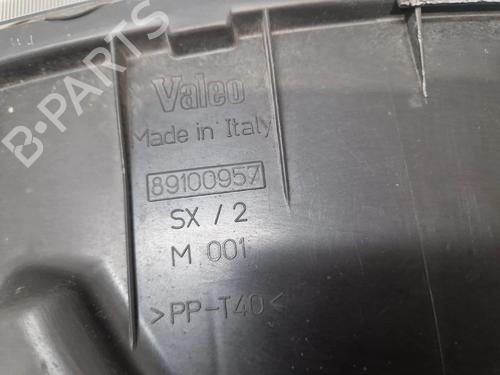 Valeo
Made in Italy
89100957
SX / 2
M 001
>PP-T40<
B-PARTS